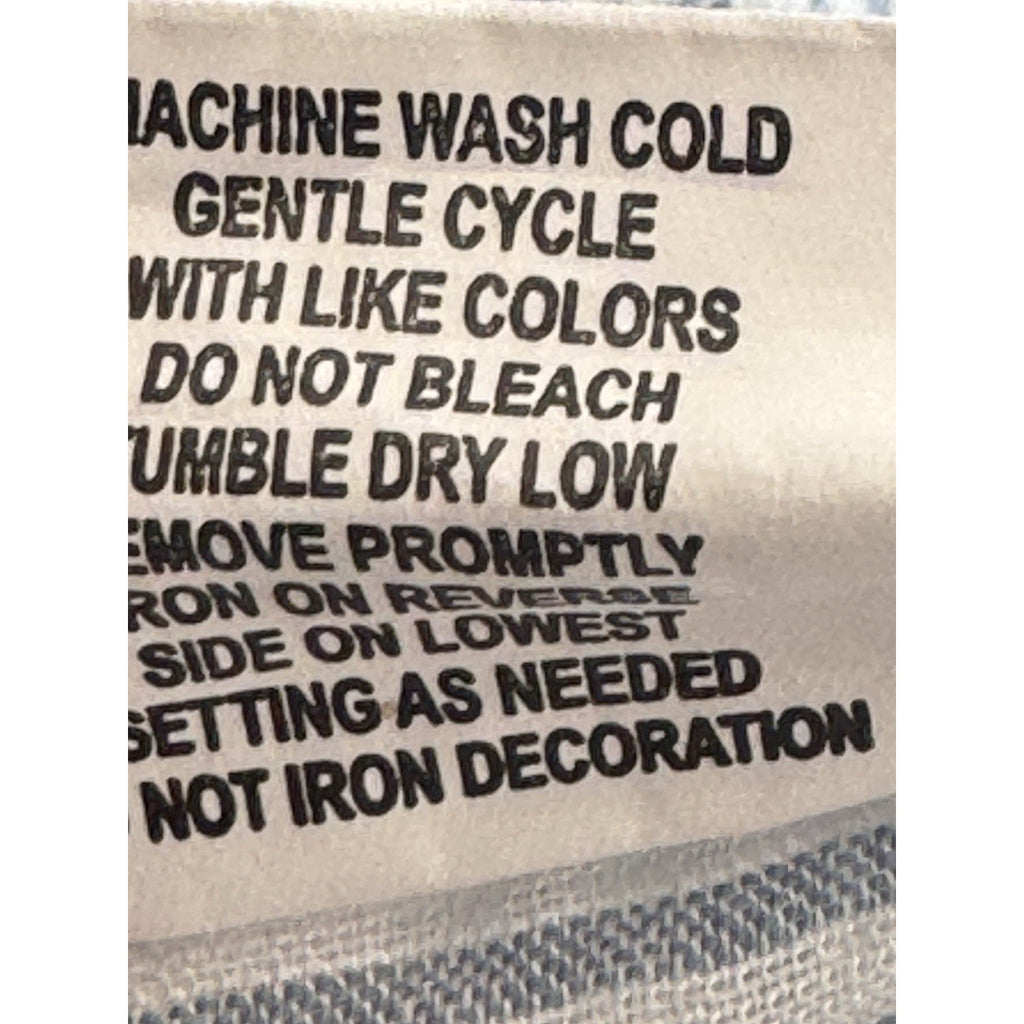 MACHINE WASH COLD
GENTLE CYCLE
WITH LIKE COLORS
DO NOT BLEACH
TUMBLE DRY LOW
REMOVE PROMPTLY
IRON ON REVERSE
SIDE ON LOWEST
SETTING AS NEEDED
NOT IRON DECORATION